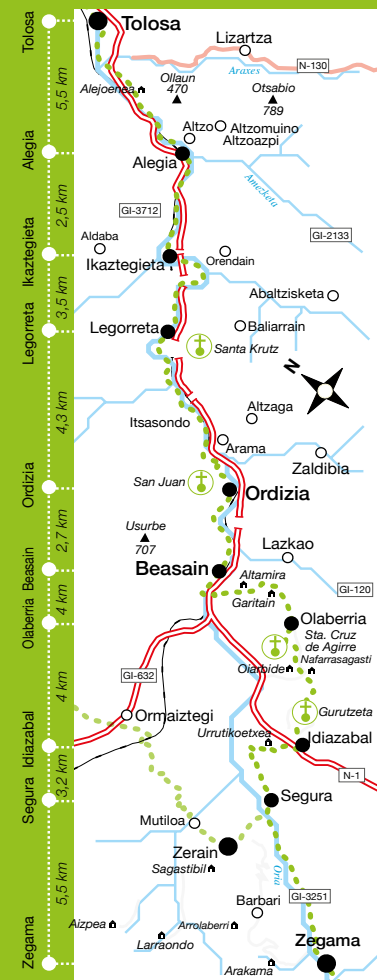 Tolosa
5,5 km
Alegia
2,5 km
Ikaztegieta
3,5 km
Legorreta
4,3 km
Ordizia
2,7 km
Beasain
4 km
Olaberria
4 km
Idiazabal
3,2 km
Segura
5,5 km
Zegama
Tolosa
Lizartza
N-130
Araxes
Ollaun
470
Otsabio
789
Alejoenea
Altzo
Altzomuino
Altzoazpi
Alegia
Amezketa
GI-3712
GI-2133
Aldaba
Ikaztegieta
Orendain
Abaltzisketa
Legorreta
Baliarrain
Santa Krutz
N
Altzaga
Itsasondo
Arama
Zaldibia
San Juan
Ordizia
Usurbe
707
Lazkao
Beasain
Altamira
GI-120
Garitain
Olaberria
Sta. Cruz
de Agirre
Nafarrasagasti
Oiarbide
GI-632
Gurutzeta
Ormaiztegi
Urrutikoetxea
Idiazabal
N-1
Segura
Mutiloa
Zerain
Sagastibil
Oria
GI-3251
Barbari
Aizpea
Arrolaberri
Larraondo
Zegama
Arakama